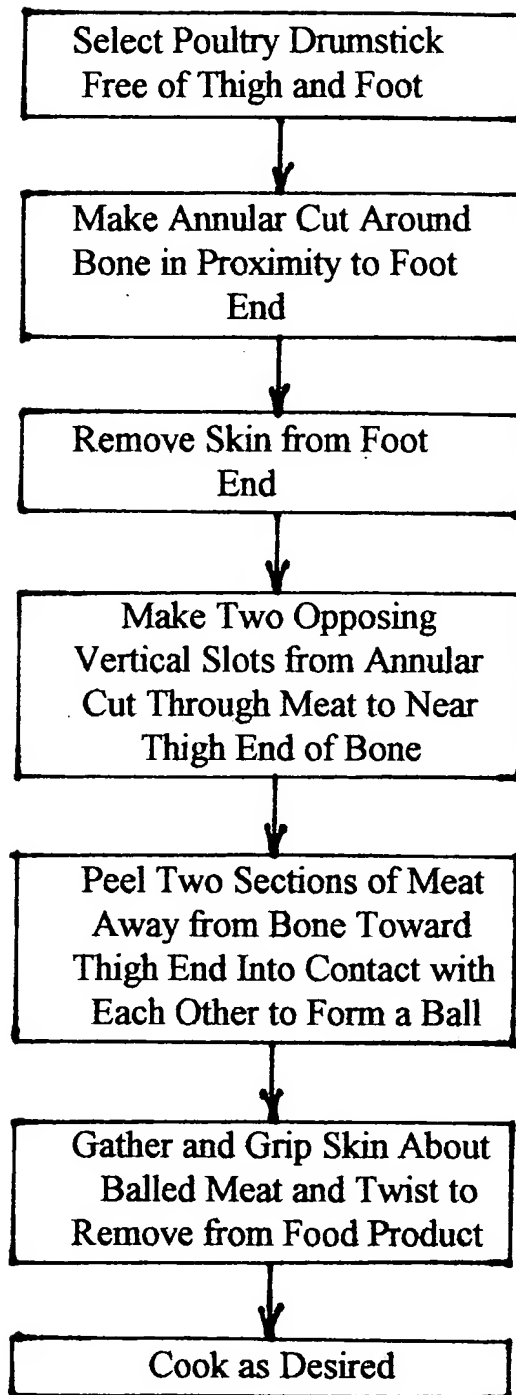 Select Poultry Drumstick
Free of Thigh and Foot
Make Annular Cut Around
Bone in Proximity to Foot
End
Remove Skin from Foot
End
Make Two Opposing
Vertical Slots from Annular
Cut Through Meat to Near
Thigh End of Bone
Peel Two Sections of Meat
Away from Bone Toward
Thigh End Into Contact with
Each Other to Form a Ball
Gather and Grip Skin About
Balled Meat and Twist to
Remove from Food Product
Cook as Desired